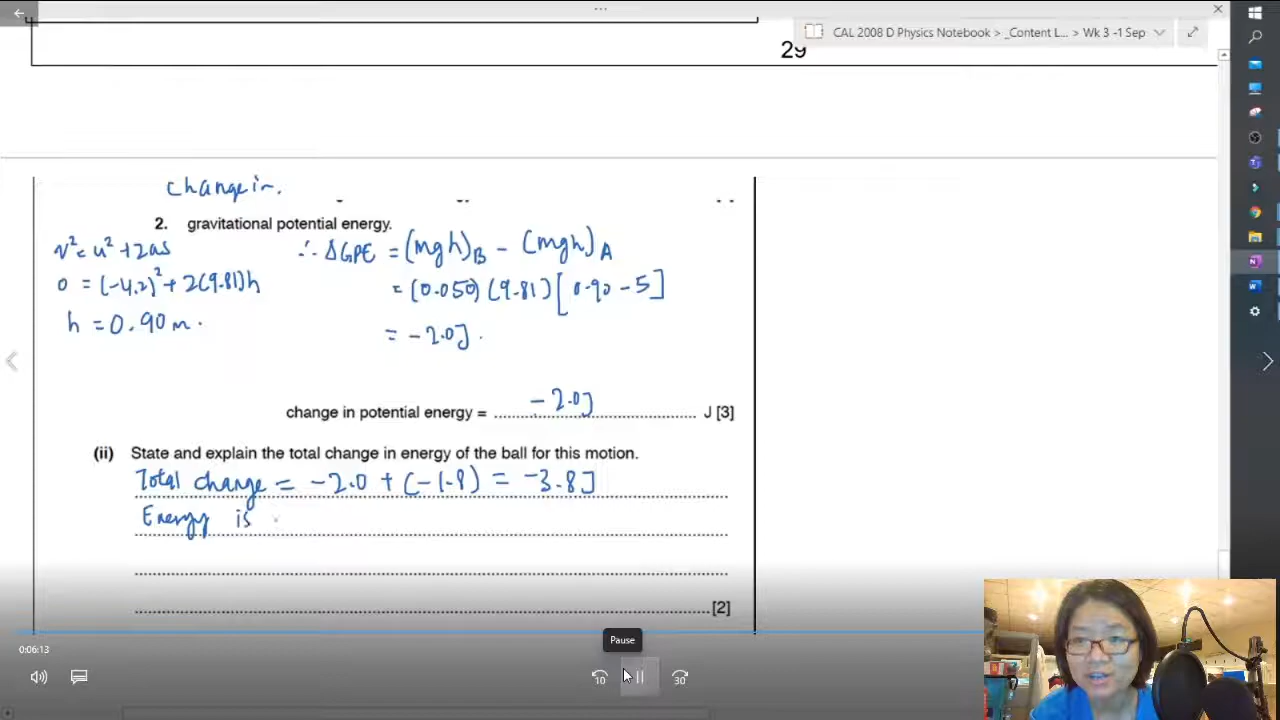 CAL 2008 D Physics Notebook > _Content L... > Wk 3 -1 Sep
29
change in.
2. gravitational potential energy.
v² = u² + 2as
0 = (-4.2)² + 2(9.81)h
h = 0.90 m.
∴ ΔGPE = (mgh)B - (mgh)A
= (0.050)(9.81)[0.90 - 5]
= -2.0J.
change in potential energy = -2.0J J [3]
(ii) State and explain the total change in energy of the ball for this motion.
Total change = -2.0 + (-1.8) = -3.8J
Energy is
[2]
Pause
0:06:13
10
30